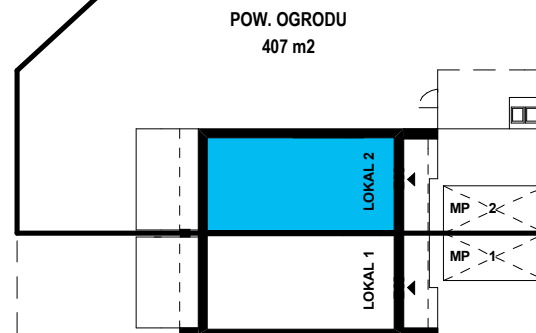 POW. OGRODU
407 m2
LOKAL 2
MP 2
LOKAL 1
MP 1